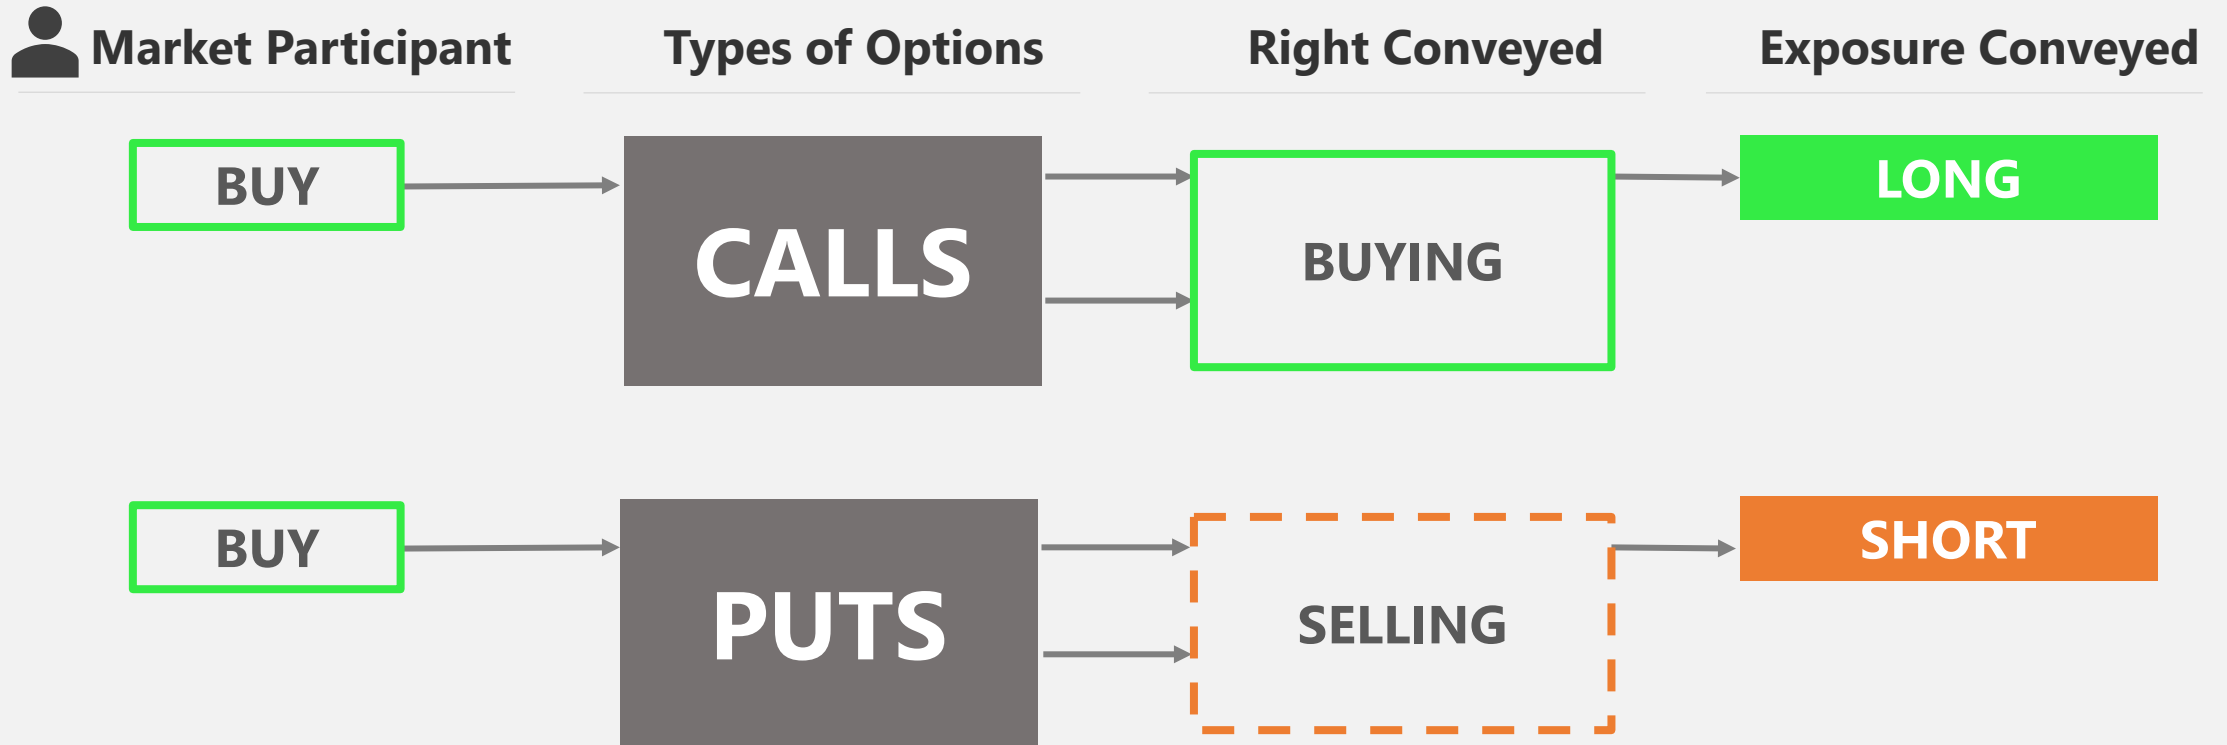 Market Participant
Types of Options
Right Conveyed
Exposure Conveyed
BUY
CALLS
BUYING
LONG
BUY
PUTS
SELLING
SHORT